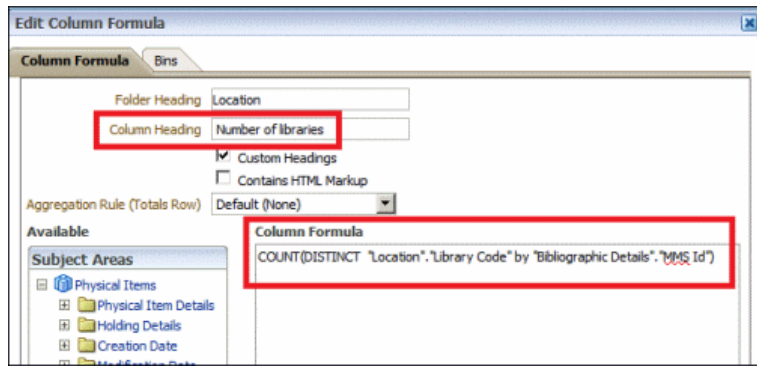 Edit Column Formula
Column Formula Bins
Folder Heading Location
Column Heading Number of libraries
Custom Headings
Contains HTML Markup
Aggregation Rule (Totals Row) Default (None)
Available Column Formula
Subject Areas COUNT(DISTINCT "Location"."Library Code" by "Bibliographic Details"."MMS Id")
Physical Items
Physical Item Details
Holding Details
Creation Date
Modification Date